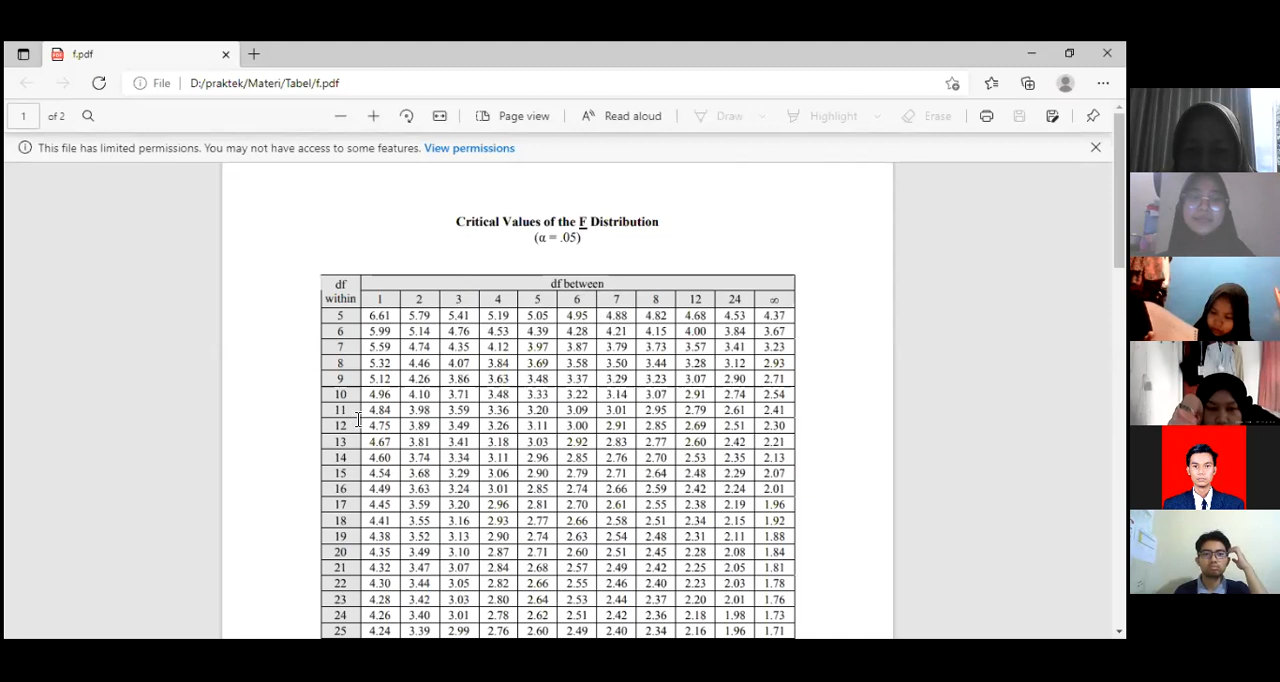 f.pdf
File D:/praktek/Materi/Tabel/f.pdf
1 of 2 Page view Read aloud Draw Highlight Erase
This file has limited permissions. You may not have access to some features. View permissions
Critical Values of the F Distribution
(α = .05)
df within df between
1 2 3 4 5 6 7 8 12 24 ∞
5 6.61 5.79 5.41 5.19 5.05 4.95 4.88 4.82 4.68 4.53 4.37
6 5.99 5.14 4.76 4.53 4.39 4.28 4.21 4.15 4.00 3.84 3.67
7 5.59 4.74 4.35 4.12 3.97 3.87 3.79 3.73 3.57 3.41 3.23
8 5.32 4.46 4.07 3.84 3.69 3.58 3.50 3.44 3.28 3.12 2.93
9 5.12 4.26 3.86 3.63 3.48 3.37 3.29 3.23 3.07 2.90 2.71
10 4.96 4.10 3.71 3.48 3.33 3.22 3.14 3.07 2.91 2.74 2.54
11 4.84 3.98 3.59 3.36 3.20 3.09 3.01 2.95 2.79 2.61 2.41
12 4.75 3.89 3.49 3.26 3.11 3.00 2.91 2.85 2.69 2.51 2.30
13 4.67 3.81 3.41 3.18 3.03 2.92 2.83 2.77 2.60 2.42 2.21
14 4.60 3.74 3.34 3.11 2.96 2.85 2.76 2.70 2.53 2.35 2.13
15 4.54 3.68 3.29 3.06 2.90 2.79 2.71 2.64 2.48 2.29 2.07
16 4.49 3.63 3.24 3.01 2.85 2.74 2.66 2.59 2.42 2.24 2.01
17 4.45 3.59 3.20 2.96 2.81 2.70 2.61 2.55 2.38 2.19 1.96
18 4.41 3.55 3.16 2.93 2.77 2.66 2.58 2.51 2.34 2.15 1.92
19 4.38 3.52 3.13 2.90 2.74 2.63 2.54 2.48 2.31 2.11 1.88
20 4.35 3.49 3.10 2.87 2.71 2.60 2.51 2.45 2.28 2.08 1.84
21 4.32 3.47 3.07 2.84 2.68 2.57 2.49 2.42 2.25 2.05 1.81
22 4.30 3.44 3.05 2.82 2.66 2.55 2.46 2.40 2.23 2.03 1.78
23 4.28 3.42 3.03 2.80 2.64 2.53 2.44 2.37 2.20 2.01 1.76
24 4.26 3.40 3.01 2.78 2.62 2.51 2.42 2.36 2.18 1.98 1.73
25 4.24 3.39 2.99 2.76 2.60 2.49 2.40 2.34 2.16 1.96 1.71